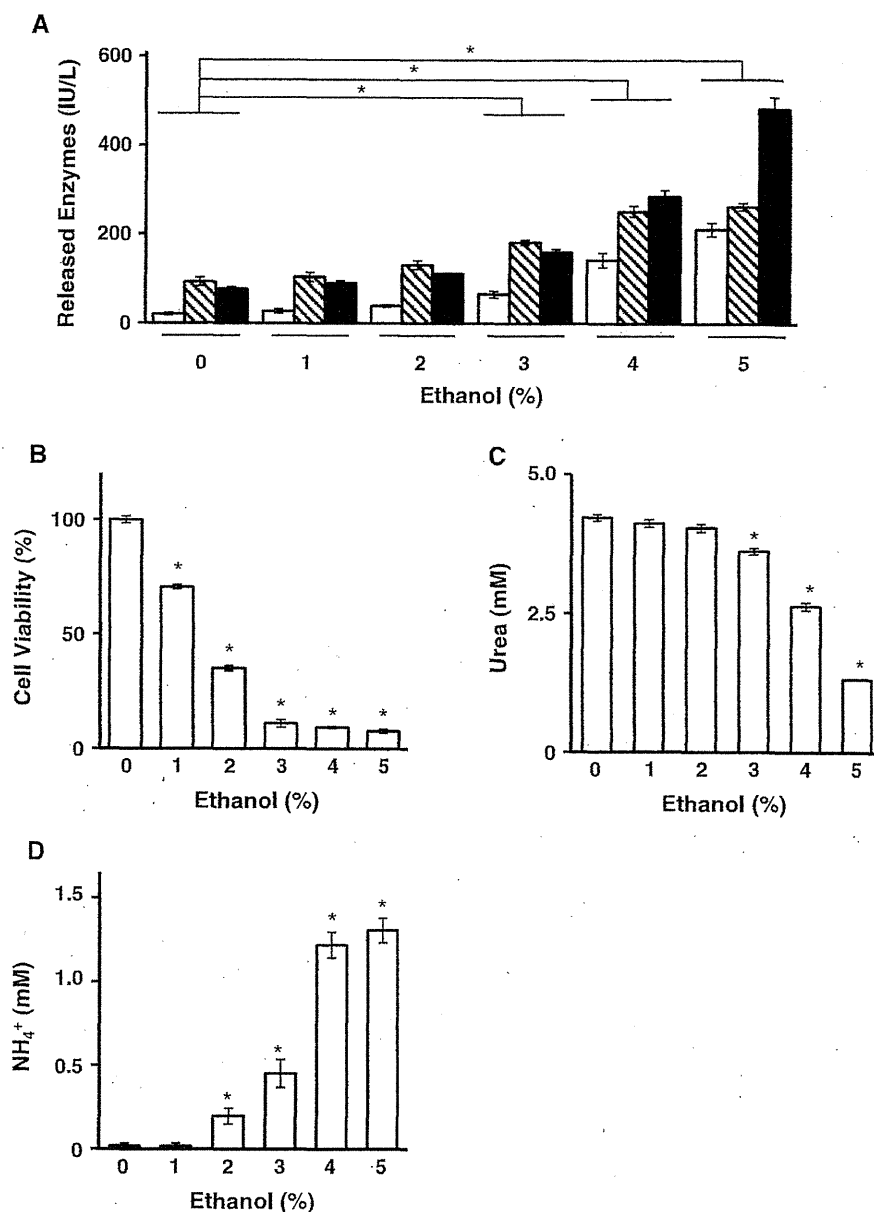 A
Released Enzymes (IU/L)
600
400
200
0
*
*
*
0 1 2 3 4 5
Ethanol (%)
B
Cell Viability (%)
100
50
0
*
*
*
*
*
0 1 2 3 4 5
Ethanol (%)
C
Urea (mM)
5.0
2.5
0
*
*
*
0 1 2 3 4 5
Ethanol (%)
D
NH₄⁺ (mM)
1.5
1.0
0.5
0
*
*
*
*
0 1 2 3 4 5
Ethanol (%)